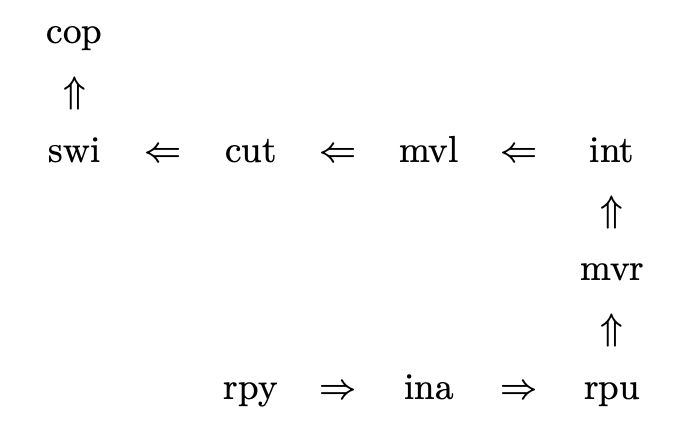 cop
⇑
swi ⇐ cut ⇐ mvl ⇐ int
⇑
mvr
⇑
rpy ⇒ ina ⇒ rpu